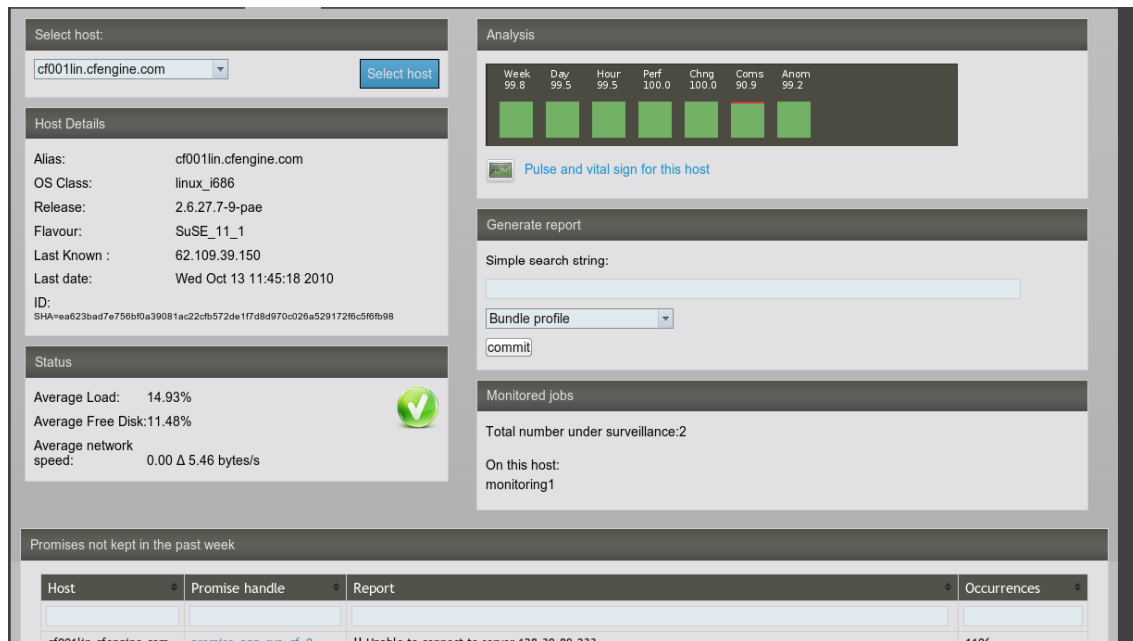 Select host:
cf001lin.cfengine.com
Select host
Host Details
Alias: cf001lin.cfengine.com
OS Class: linux_i686
Release: 2.6.27.7-9-pae
Flavour: SuSE_11_1
Last Known : 62.109.39.150
Last date: Wed Oct 13 11:45:18 2010
ID:
SHA=ea623bad7e756bf0a39081ac22cfb572de1f7d8d970c026a529172f6c5f6fb98
Status
Average Load: 14.93%
Average Free Disk:11.48%
Average network
speed: 0.00 Δ 5.46 bytes/s
Analysis
Week Day Hour Perf Chng Coms Anom
99.8 99.5 99.5 100.0 100.0 90.9 99.2
Pulse and vital sign for this host
Generate report
Simple search string:
Bundle profile
commit
Monitored jobs
Total number under surveillance:2
On this host:
monitoring1
Promises not kept in the past week
Host Promise handle Report Occurrences